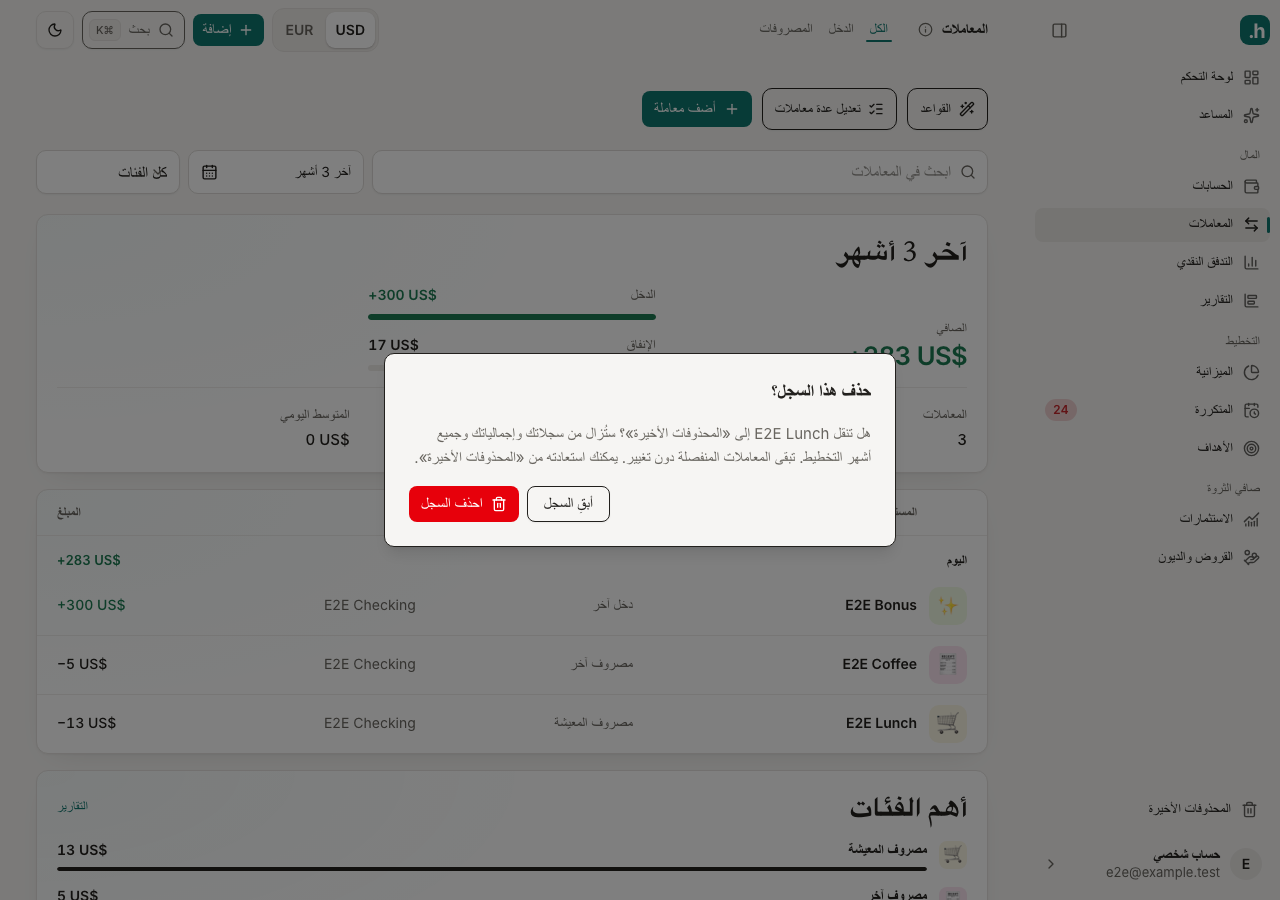 h.
لوحة التحكم
المساعد
المال
الحسابات
المعاملات
التدفق النقدي
التقارير
التخطيط
الميزانية
المتكررة
24
الأهداف
صافي الثروة
الاستثمارات
القروض والديون
المحذوفات الأخيرة
E
حساب شخصي
e2e@example.test
المعاملات
الكل
الدخل
المصروفات
USD
EUR
إضافة
بحث
⌘K
القواعد
تعديل عدة معاملات
أضف معاملة
ابحث في المعاملات
آخر 3 أشهر
كل الفئات
آخر 3 أشهر
الصافي
الدخل
+300 US$
الإنفاق
17 US$
المعاملات
3
المتوسط اليومي
0 US$
حذف هذا السجل؟
هل تنقل E2E Lunch إلى «المحذوفات الأخيرة»؟ ستُزال من سجلاتك وإجمالياتك وجميع
أشهر التخطيط. تبقى المعاملات المنفصلة دون تغيير. يمكنك استعادته من «المحذوفات الأخيرة».
أبقِ السجل
احذف السجل
المبلغ
اليوم
+283 US$
E2E Bonus
دخل آخر
E2E Checking
+300 US$
E2E Coffee
مصروف آخر
E2E Checking
−5 US$
E2E Lunch
مصروف المعيشة
E2E Checking
−13 US$
أهم الفئات
التقارير
مصروف المعيشة
13 US$
مصروف آخر
5 US$